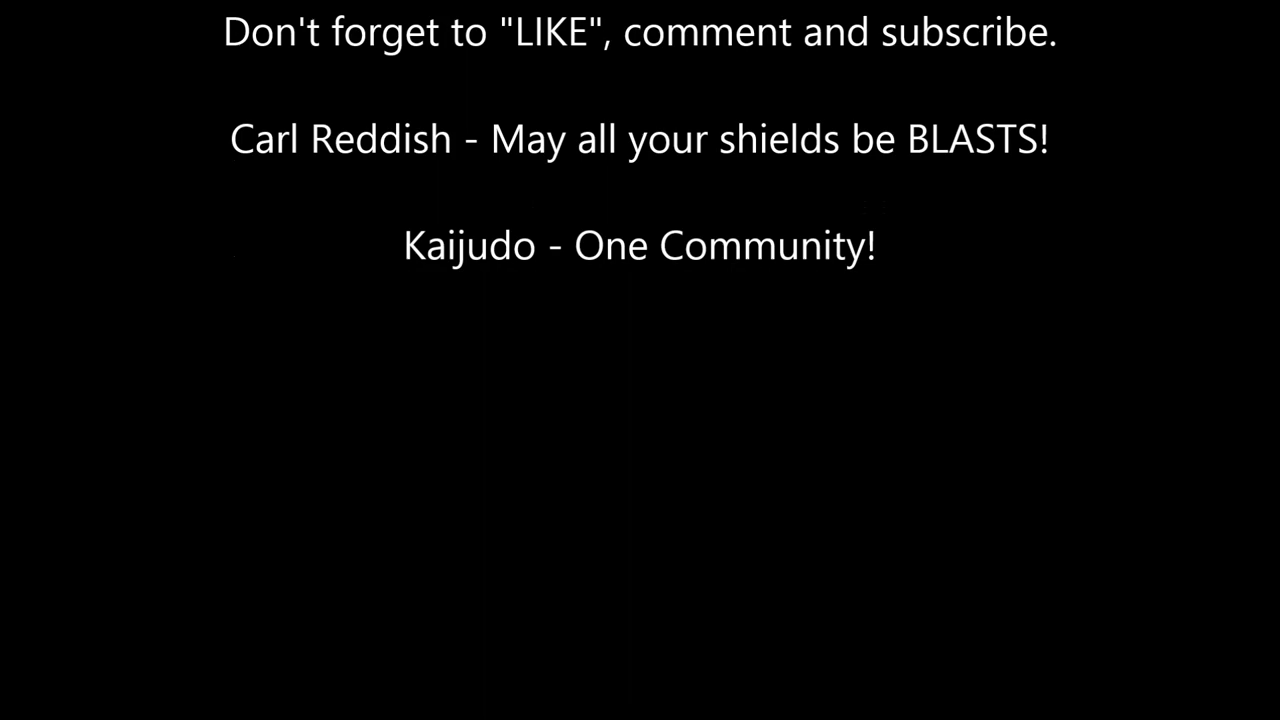 Don't forget to "LIKE", comment and subscribe.
Carl Reddish - May all your shields be BLASTS!
Kaijudo - One Community!